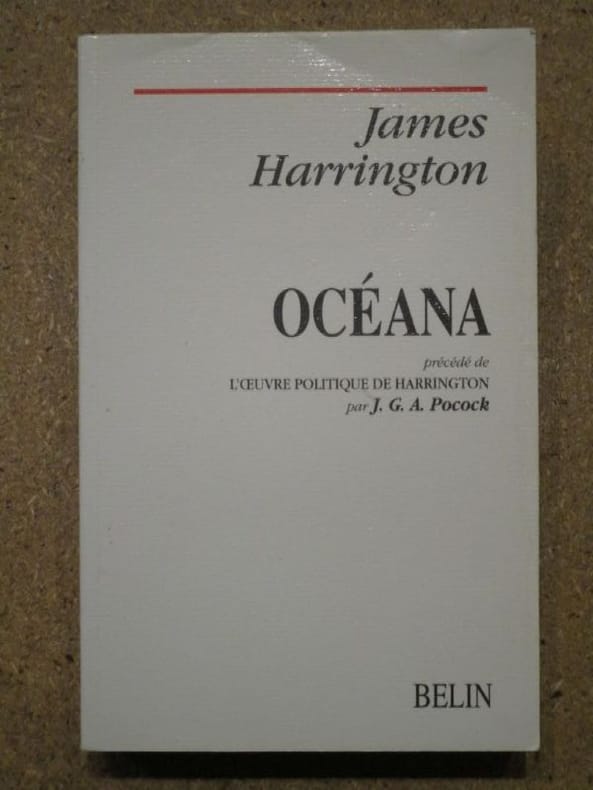 James
Harrington
OCÉANA
précédé de
L'ŒUVRE POLITIQUE DE HARRINGTON
par J. G. A. Pocock
BELIN